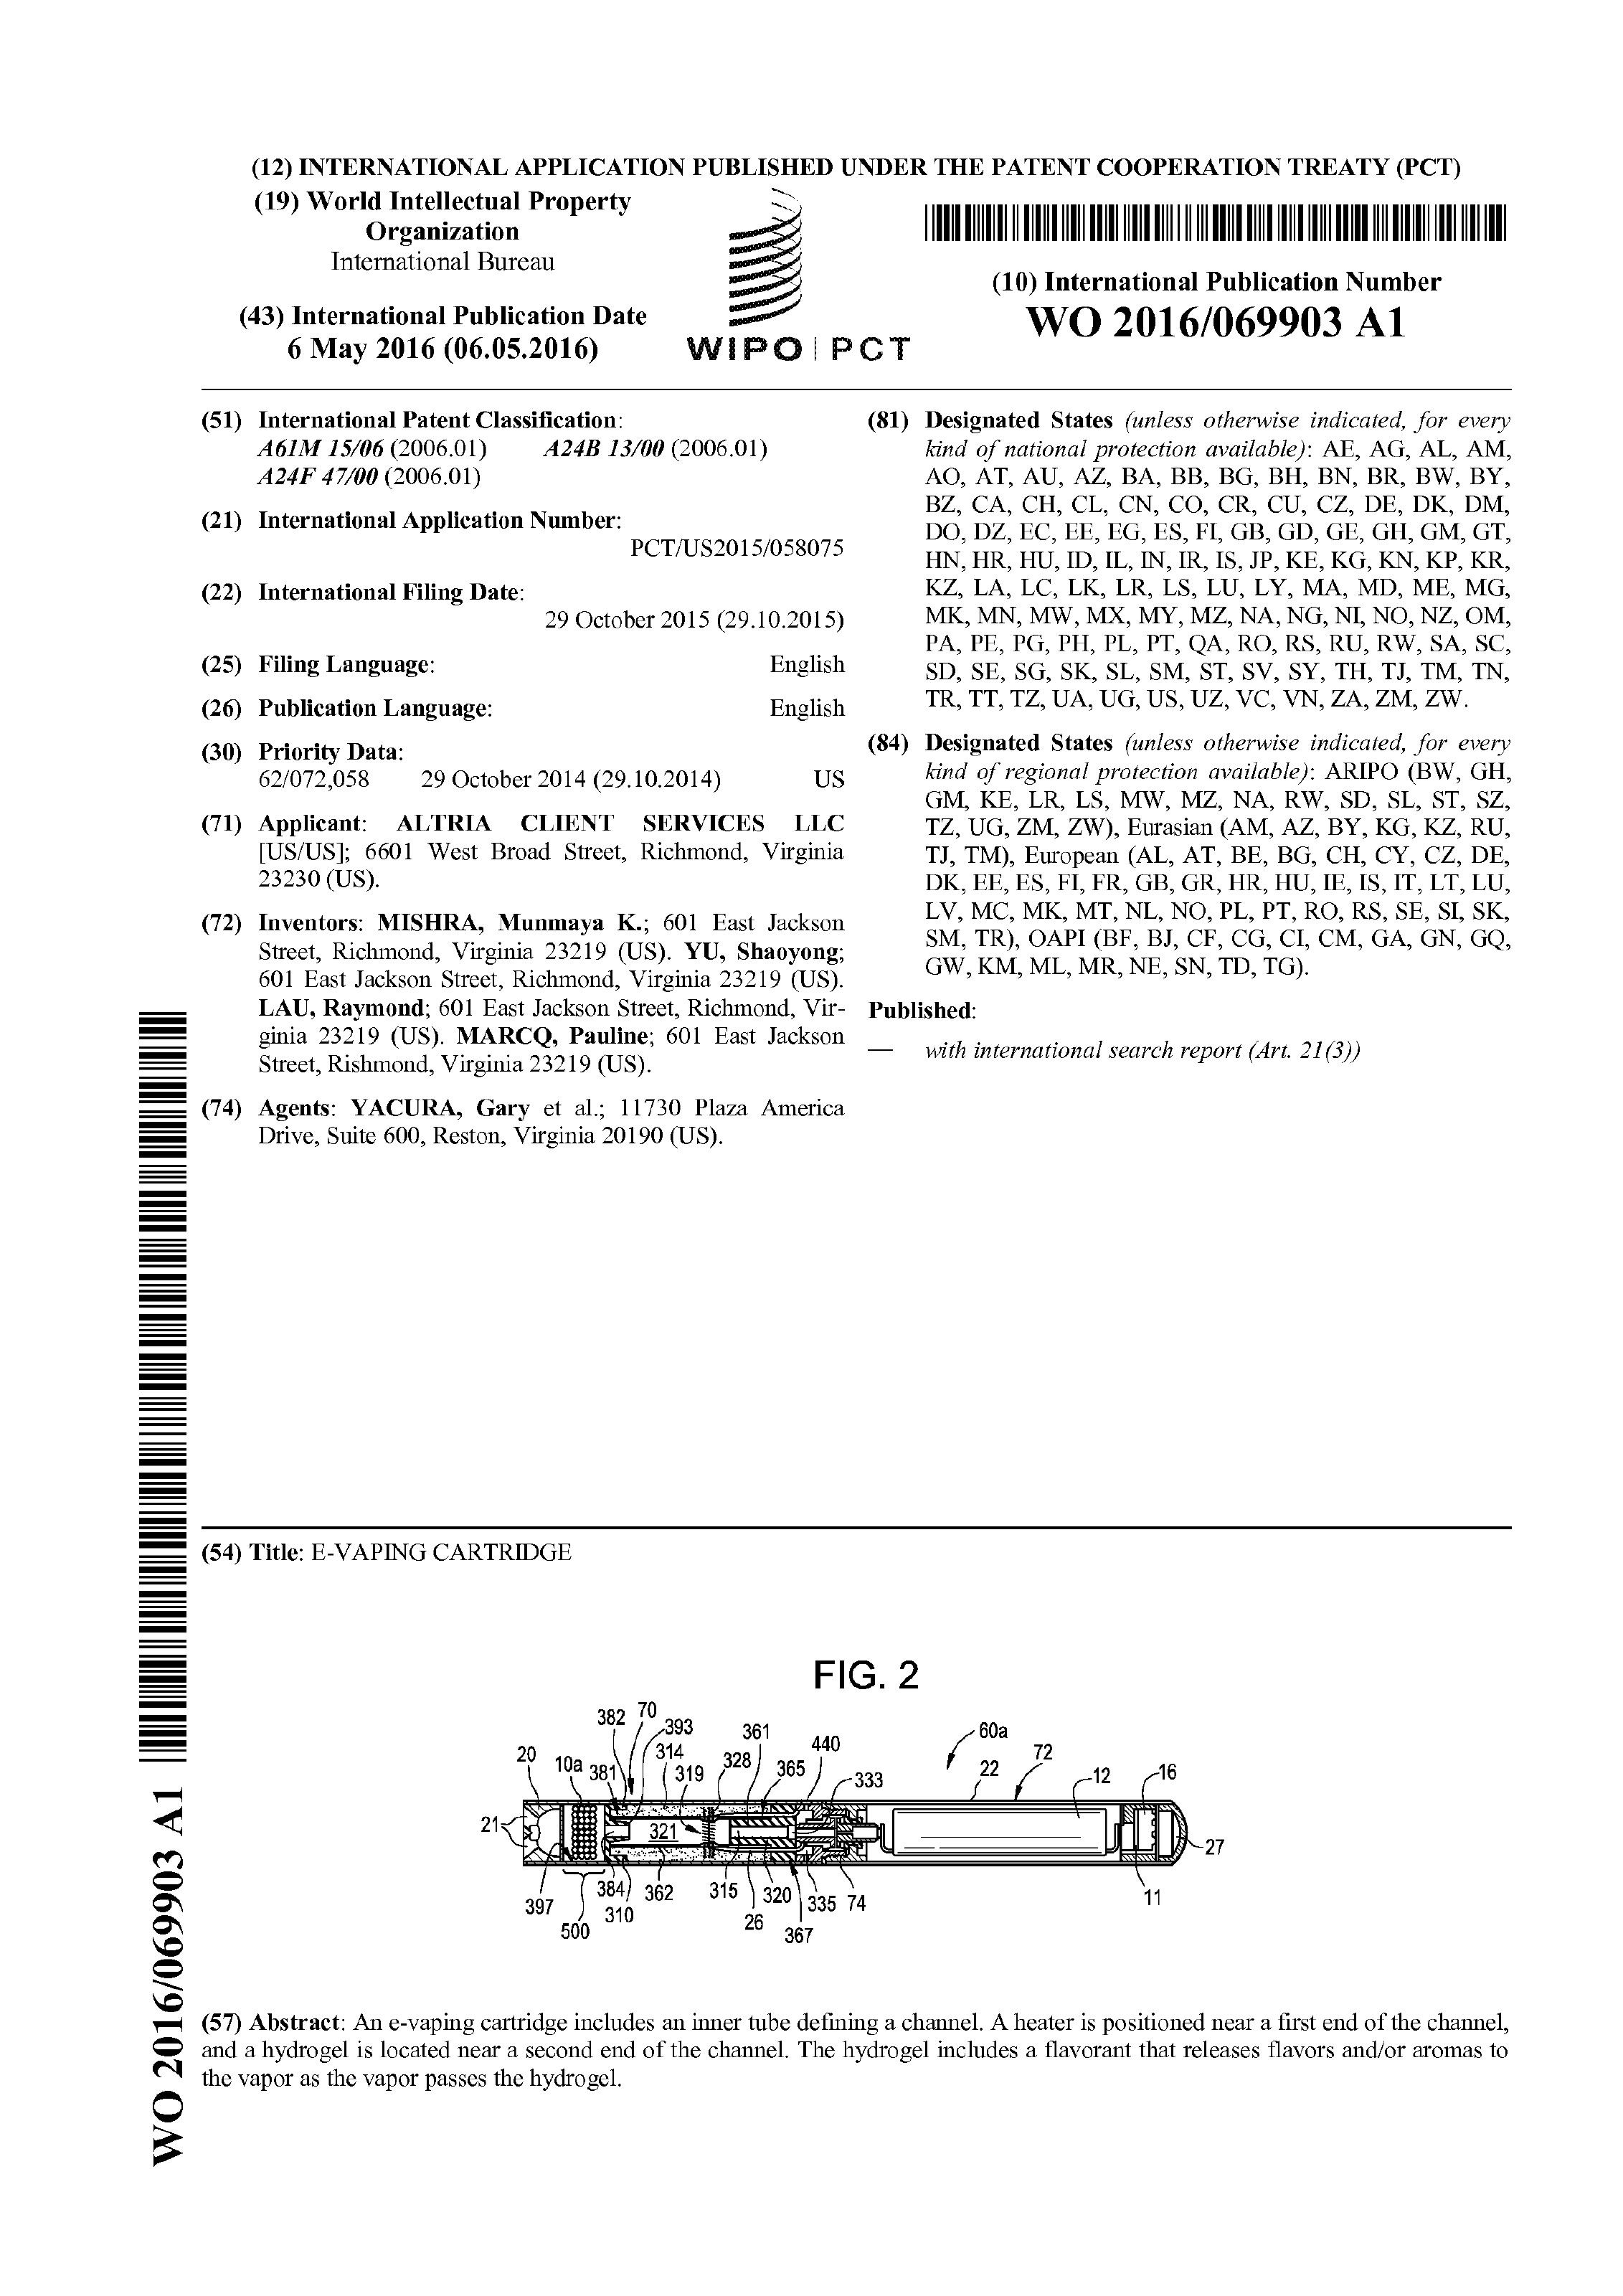 (12) INTERNATIONAL APPLICATION PUBLISHED UNDER THE PATENT COOPERATION TREATY (PCT)
(19) World Intellectual Property
Organization
International Bureau
(43) International Publication Date
6 May 2016 (06.05.2016)
WIPO | PCT
(10) International Publication Number
WO 2016/069903 A1
(51) International Patent Classification:
A61M 15/06 (2006.01) A24B 13/00 (2006.01)
A24F 47/00 (2006.01)
(21) International Application Number:
PCT/US2015/058075
(22) International Filing Date:
29 October 2015 (29.10.2015)
(25) Filing Language: English
(26) Publication Language: English
(30) Priority Data:
62/072,058 29 October 2014 (29.10.2014) US
(71) Applicant: ALTRIA CLIENT SERVICES LLC
[US/US]; 6601 West Broad Street, Richmond, Virginia
23230 (US).
(72) Inventors: MISHRA, Munmaya K.; 601 East Jackson
Street, Richmond, Virginia 23219 (US). YU, Shaoyong;
601 East Jackson Street, Richmond, Virginia 23219 (US).
LAU, Raymond; 601 East Jackson Street, Richmond, Vir-
ginia 23219 (US). MARCQ, Pauline; 601 East Jackson
Street, Rishmond, Virginia 23219 (US).
(74) Agents: YACURA, Gary et al.; 11730 Plaza America
Drive, Suite 600, Reston, Virginia 20190 (US).
(81) Designated States (unless otherwise indicated, for every
kind of national protection available): AE, AG, AL, AM,
AO, AT, AU, AZ, BA, BB, BG, BH, BN, BR, BW, BY,
BZ, CA, CH, CL, CN, CO, CR, CU, CZ, DE, DK, DM,
DO, DZ, EC, EE, EG, ES, FI, GB, GD, GE, GH, GM, GT,
HN, HR, HU, ID, IL, IN, IR, IS, JP, KE, KG, KN, KP, KR,
KZ, LA, LC, LK, LR, LS, LU, LY, MA, MD, ME, MG,
MK, MN, MW, MX, MY, MZ, NA, NG, NI, NO, NZ, OM,
PA, PE, PG, PH, PL, PT, QA, RO, RS, RU, RW, SA, SC,
SD, SE, SG, SK, SL, SM, ST, SV, SY, TH, TJ, TM, TN,
TR, TT, TZ, UA, UG, US, UZ, VC, VN, ZA, ZM, ZW.
(84) Designated States (unless otherwise indicated, for every
kind of regional protection available): ARIPO (BW, GH,
GM, KE, LR, LS, MW, MZ, NA, RW, SD, SL, ST, SZ,
TZ, UG, ZM, ZW), Eurasian (AM, AZ, BY, KG, KZ, RU,
TJ, TM), European (AL, AT, BE, BG, CH, CY, CZ, DE,
DK, EE, ES, FI, FR, GB, GR, HR, HU, IE, IS, IT, LT, LU,
LV, MC, MK, MT, NL, NO, PL, PT, RO, RS, SE, SI, SK,
SM, TR), OAPI (BF, BJ, CF, CG, CI, CM, GA, GN, GQ,
GW, KM, ML, MR, NE, SN, TD, TG).
Published:
— with international search report (Art. 21(3))
WO 2016/069903 A1
(54) Title: E-VAPING CARTRIDGE
FIG. 2
382 70 393 361 440 60a
20 10a 381 314 319 328 365 333 22 72 12 16
21 321 27
397 500 384 310 362 315 26 320 367 335 74 11
(57) Abstract: An e-vaping cartridge includes an inner tube defining a channel. A heater is positioned near a first end of the channel,
and a hydrogel is located near a second end of the channel. The hydrogel includes a flavorant that releases flavors and/or aromas to
the vapor as the vapor passes the hydrogel.